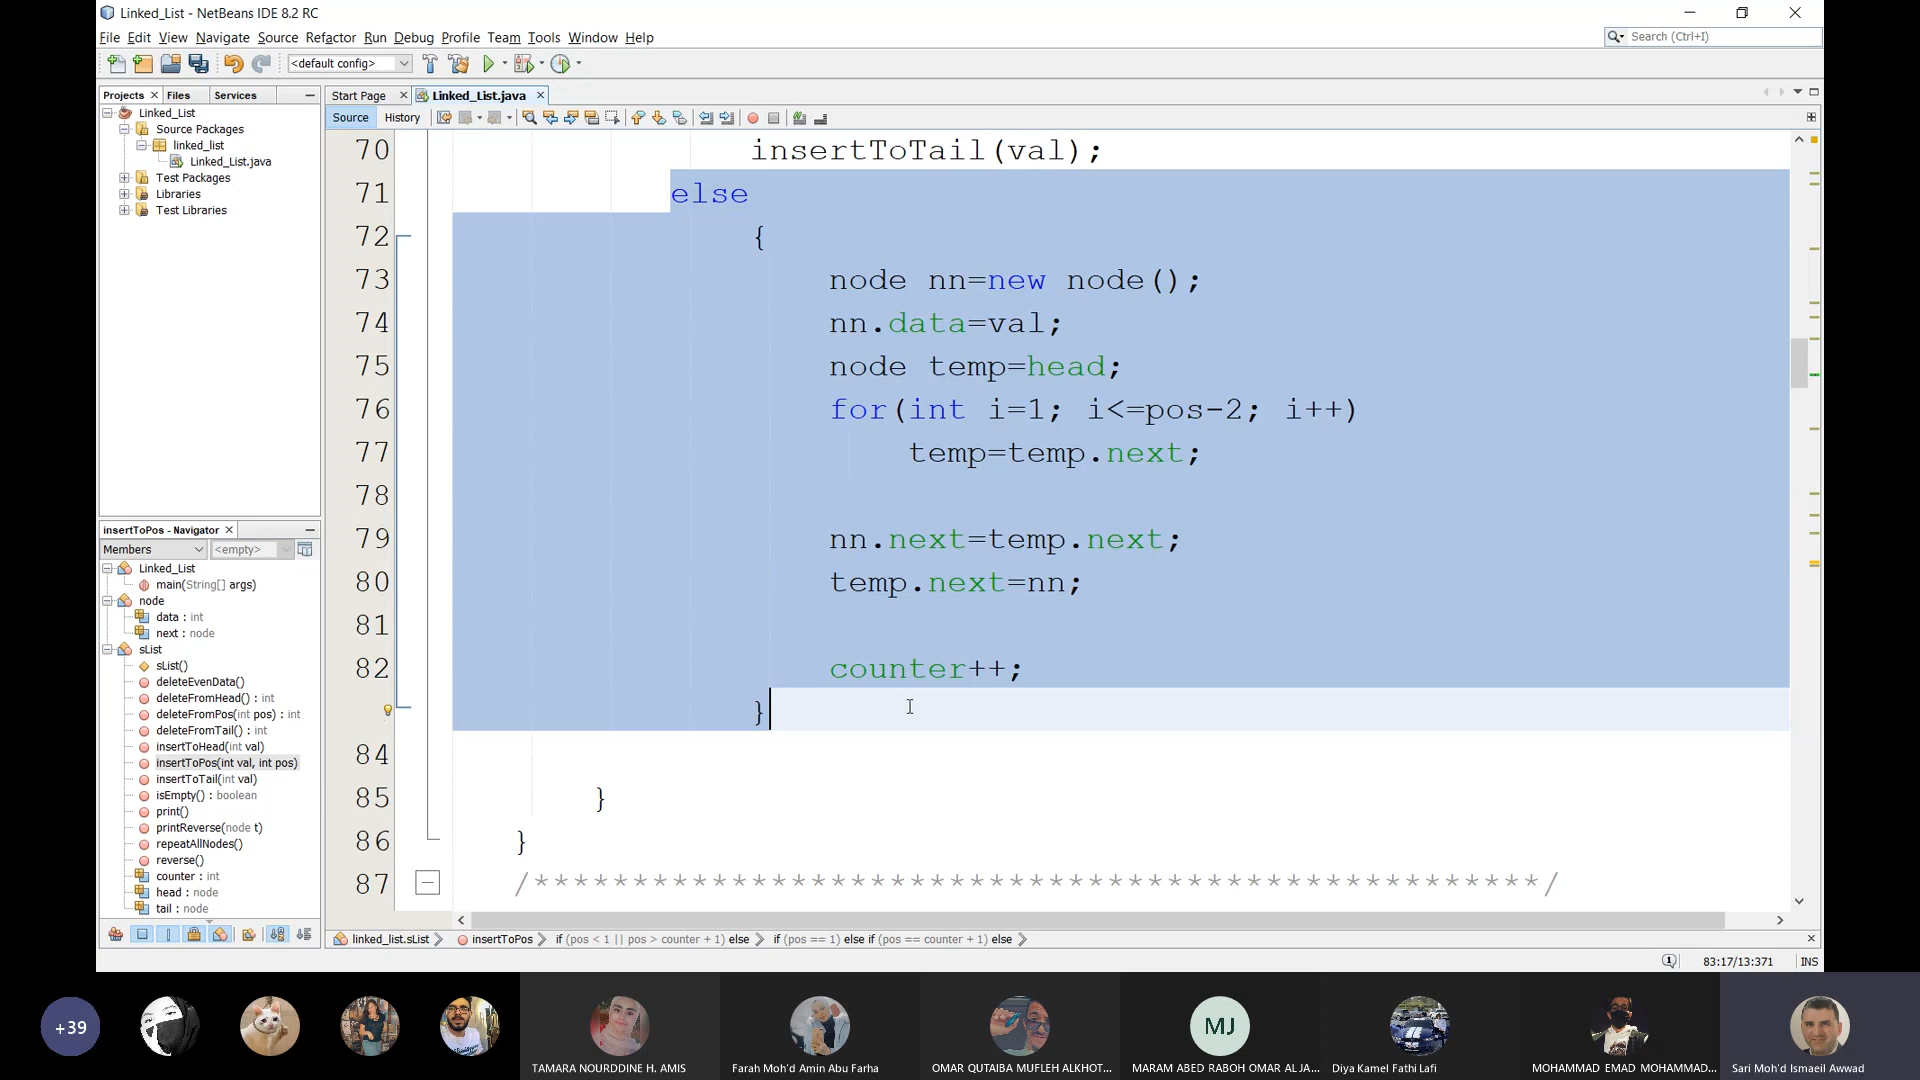 Linked_List - NetBeans IDE 8.2 RC
File Edit View Navigate Source Refactor Run Debug Profile Team Tools Window Help
Search (Ctrl+I)
<default config>
Projects Files Services
Start Page Linked_List.java
Source History
Linked_List
Source Packages
linked_list
Linked_List.java
Test Packages
Libraries
Test Libraries
70 insertToTail(val);
71 else
72 {
73 node nn=new node();
74 nn.data=val;
75 node temp=head;
76 for(int i=1; i<=pos-2; i++)
77 temp=temp.next;
78
79 nn.next=temp.next;
80 temp.next=nn;
81
82 counter++;
}
84
85 }
86 }
87 /***************************************************/
insertToPos - Navigator
Members <empty>
Linked_List
main(String[] args)
node
data : int
next : node
sList
sList()
deleteEvenData()
deleteFromHead() : int
deleteFromPos(int pos) : int
deleteFromTail() : int
insertToHead(int val)
insertToPos(int val, int pos)
insertToTail(int val)
isEmpty() : boolean
print()
printReverse(node t)
repeatAllNodes()
reverse()
counter : int
head : node
tail : node
linked_list.sList insertToPos if (pos < 1 || pos > counter + 1) else if (pos == 1) else if (pos == counter + 1) else
83:17/13:371 INS
+39
MJ
TAMARA NOURDDINE H. AMIS
Farah Moh'd Amin Abu Farha
OMAR QUTAIBA MUFLEH ALKHOT...
MARAM ABED RABOH OMAR AL JA...
Diya Kamel Fathi Lafi
MOHAMMAD EMAD MOHAMMAD...
Sari Moh'd Ismaeil Awwad